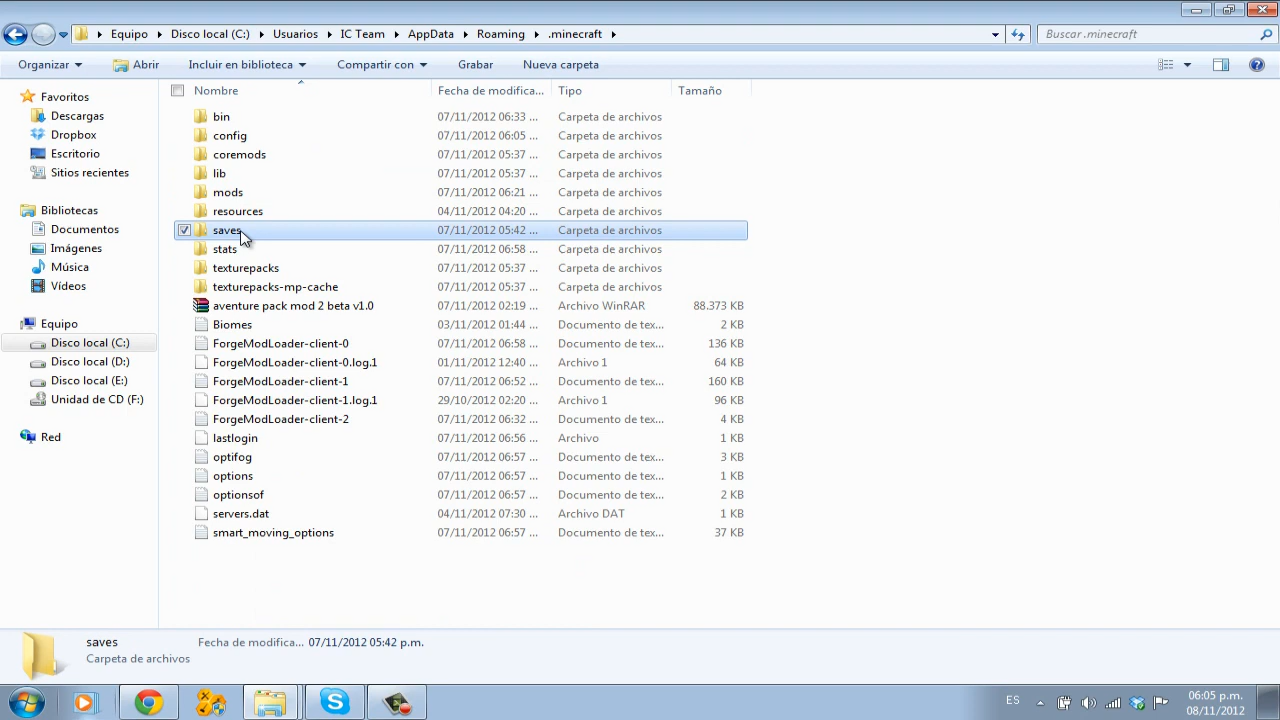 Equipo Disco local (C:) Usuarios IC Team AppData Roaming .minecraft Buscar .minecraft
Organizar Abrir Incluir en biblioteca Compartir con Grabar Nueva carpeta
Favoritos
Descargas
Dropbox
Escritorio
Sitios recientes
Bibliotecas
Documentos
Imágenes
Música
Vídeos
Equipo
Disco local (C:)
Disco local (D:)
Disco local (E:)
Unidad de CD (F:)
Red
Nombre Fecha de modifica... Tipo Tamaño
bin 07/11/2012 06:33 ... Carpeta de archivos
config 07/11/2012 06:05 ... Carpeta de archivos
coremods 07/11/2012 05:37 ... Carpeta de archivos
lib 07/11/2012 05:37 ... Carpeta de archivos
mods 07/11/2012 06:21 ... Carpeta de archivos
resources 04/11/2012 04:20 ... Carpeta de archivos
saves 07/11/2012 05:42 ... Carpeta de archivos
stats 07/11/2012 06:58 ... Carpeta de archivos
texturepacks 07/11/2012 05:37 ... Carpeta de archivos
texturepacks-mp-cache 07/11/2012 05:37 ... Carpeta de archivos
aventure pack mod 2 beta v1.0 07/11/2012 02:19 ... Archivo WinRAR 88.373 KB
Biomes 03/11/2012 01:44 ... Documento de tex... 2 KB
ForgeModLoader-client-0 07/11/2012 06:58 ... Documento de tex... 136 KB
ForgeModLoader-client-0.log.1 01/11/2012 12:40 ... Archivo 1 64 KB
ForgeModLoader-client-1 07/11/2012 06:52 ... Documento de tex... 160 KB
ForgeModLoader-client-1.log.1 29/10/2012 02:20 ... Archivo 1 96 KB
ForgeModLoader-client-2 07/11/2012 06:32 ... Documento de tex... 4 KB
lastlogin 07/11/2012 06:56 ... Archivo 1 KB
optifog 07/11/2012 06:57 ... Documento de tex... 3 KB
options 07/11/2012 06:57 ... Documento de tex... 1 KB
optionsof 07/11/2012 06:57 ... Documento de tex... 2 KB
servers.dat 04/11/2012 07:30 ... Archivo DAT 1 KB
smart_moving_options 07/11/2012 06:57 ... Documento de tex... 37 KB
saves Fecha de modifica... 07/11/2012 05:42 p.m.
Carpeta de archivos
ES
06:05 p.m.
08/11/2012